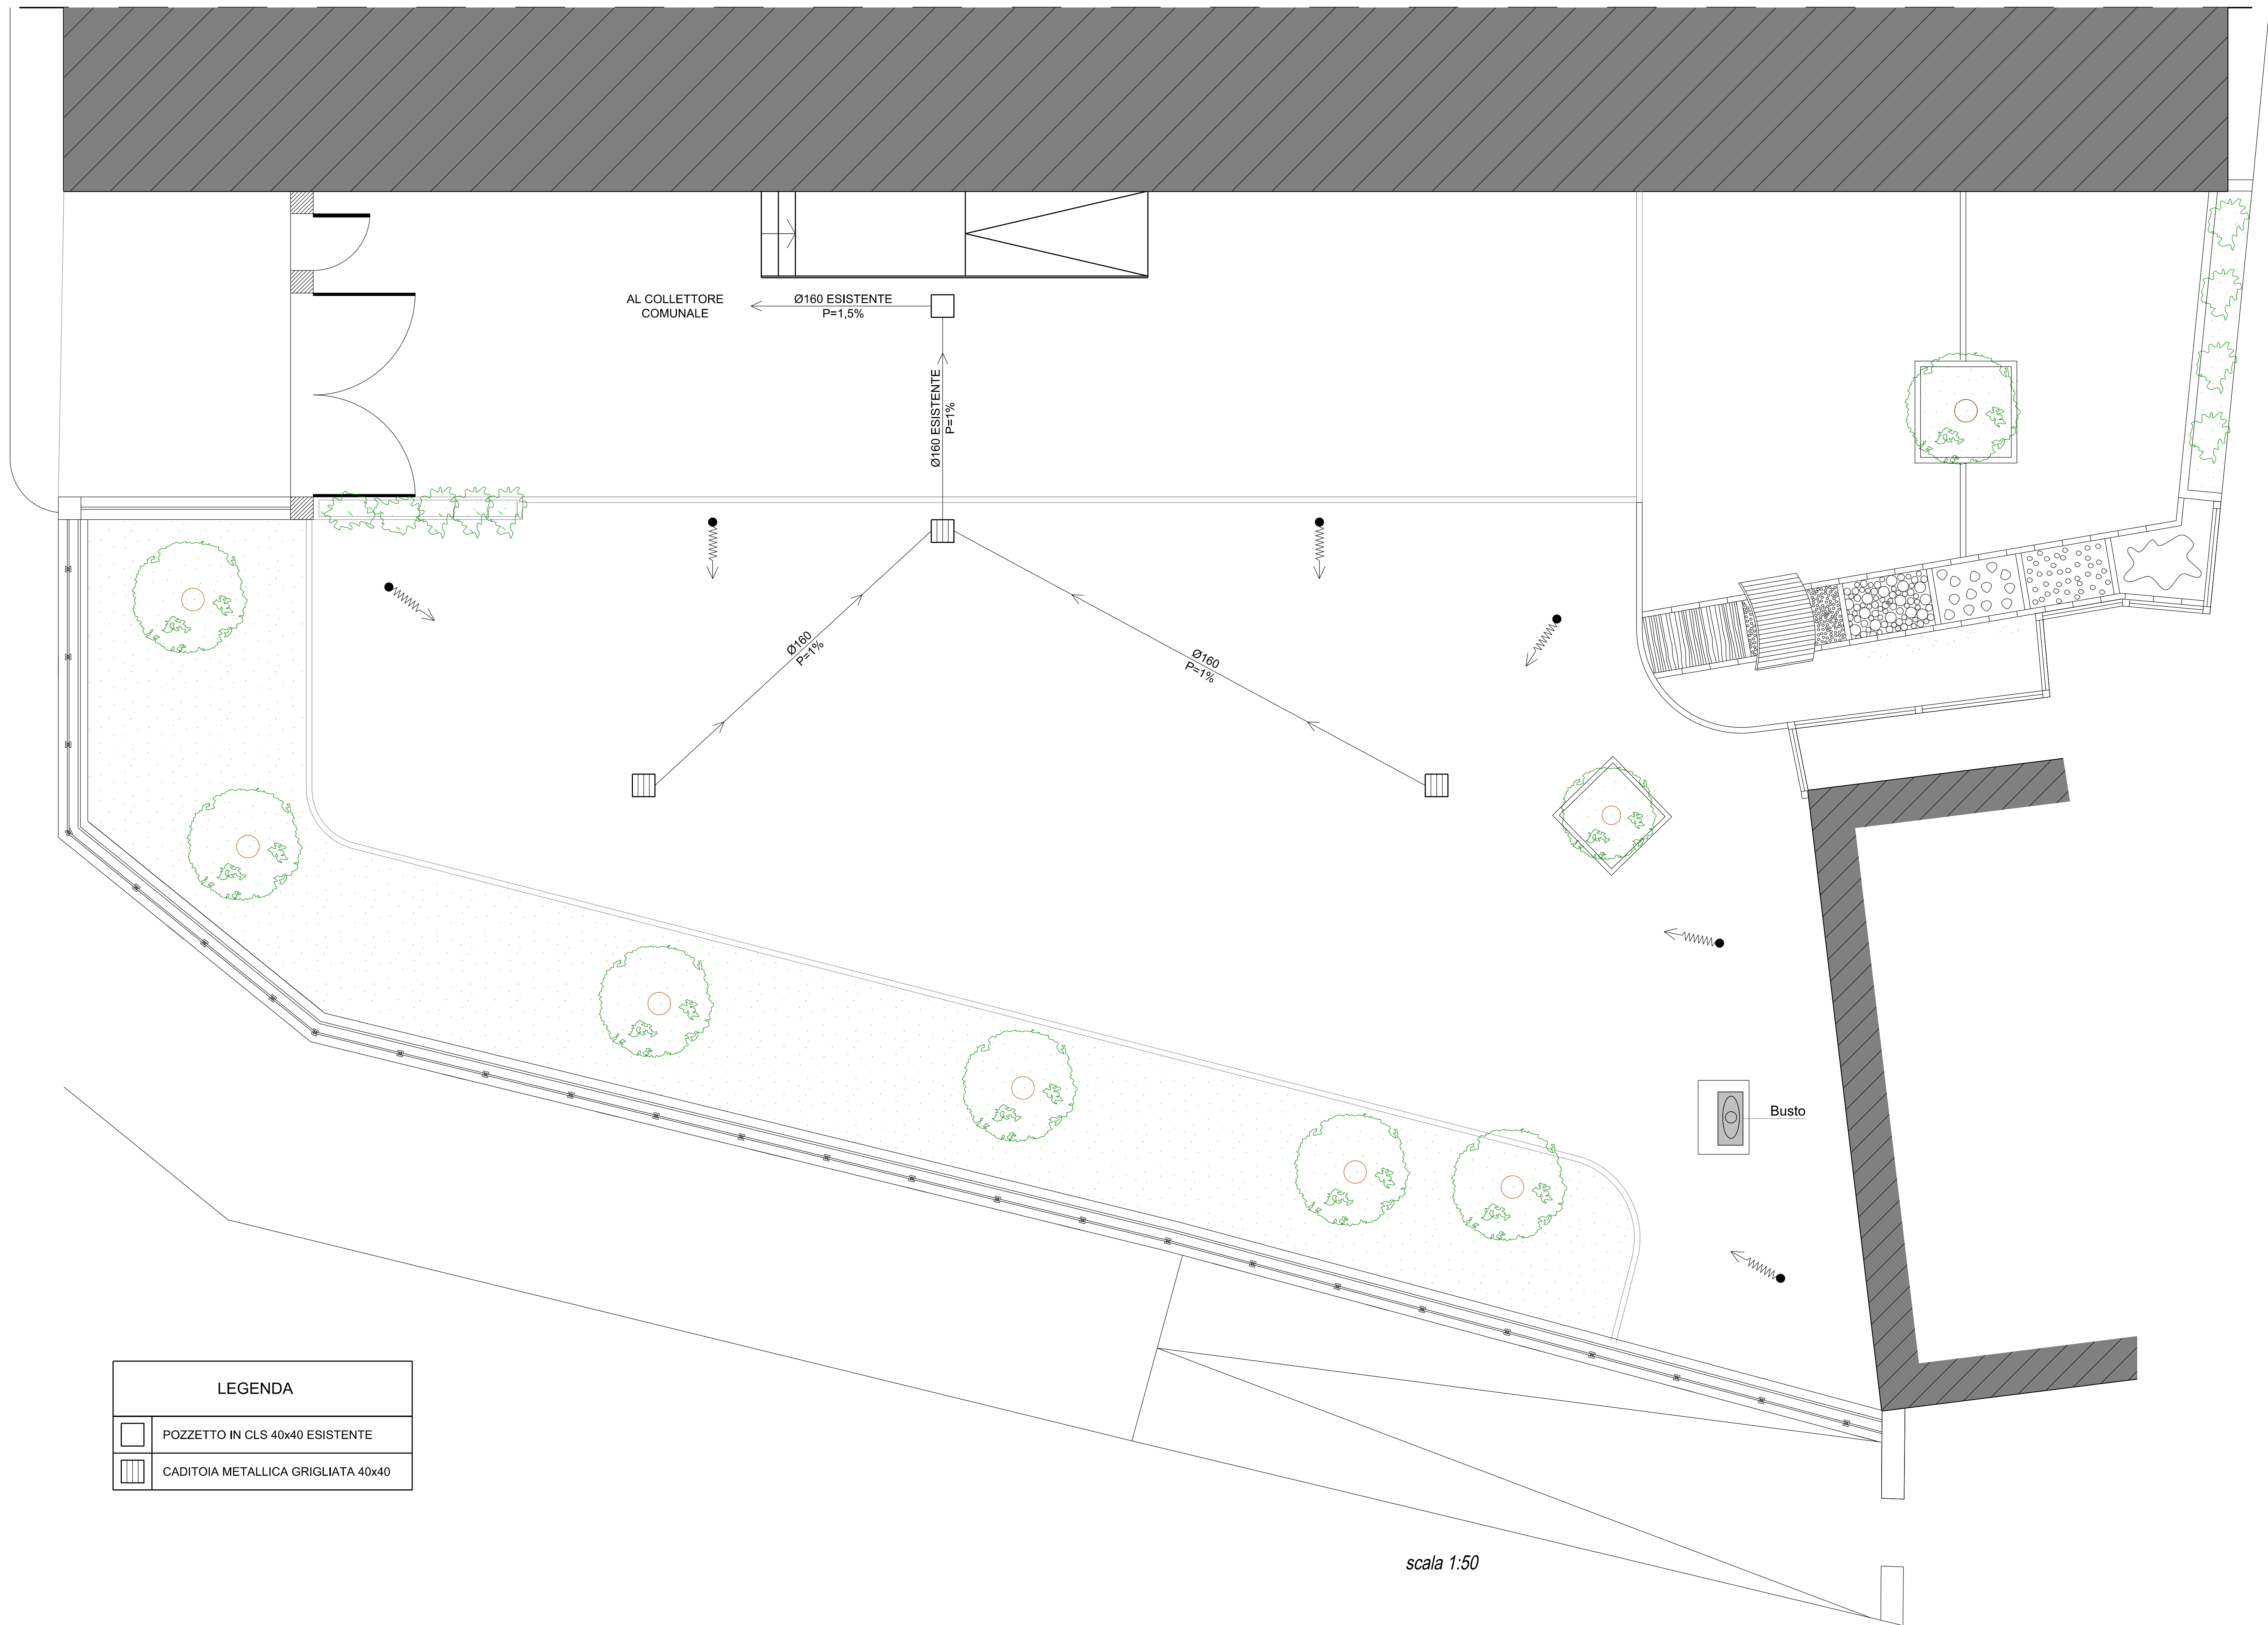 AL COLLETTORE
COMUNALE
Ø160 ESISTENTE
P=1,5%
Ø160 ESISTENTE
P=1%
Ø160
P=1%
Ø160
P=1%
Busto
LEGENDA
POZZETTO IN CLS 40x40 ESISTENTE
CADITOIA METALLICA GRIGLIATA 40x40
scala 1:50